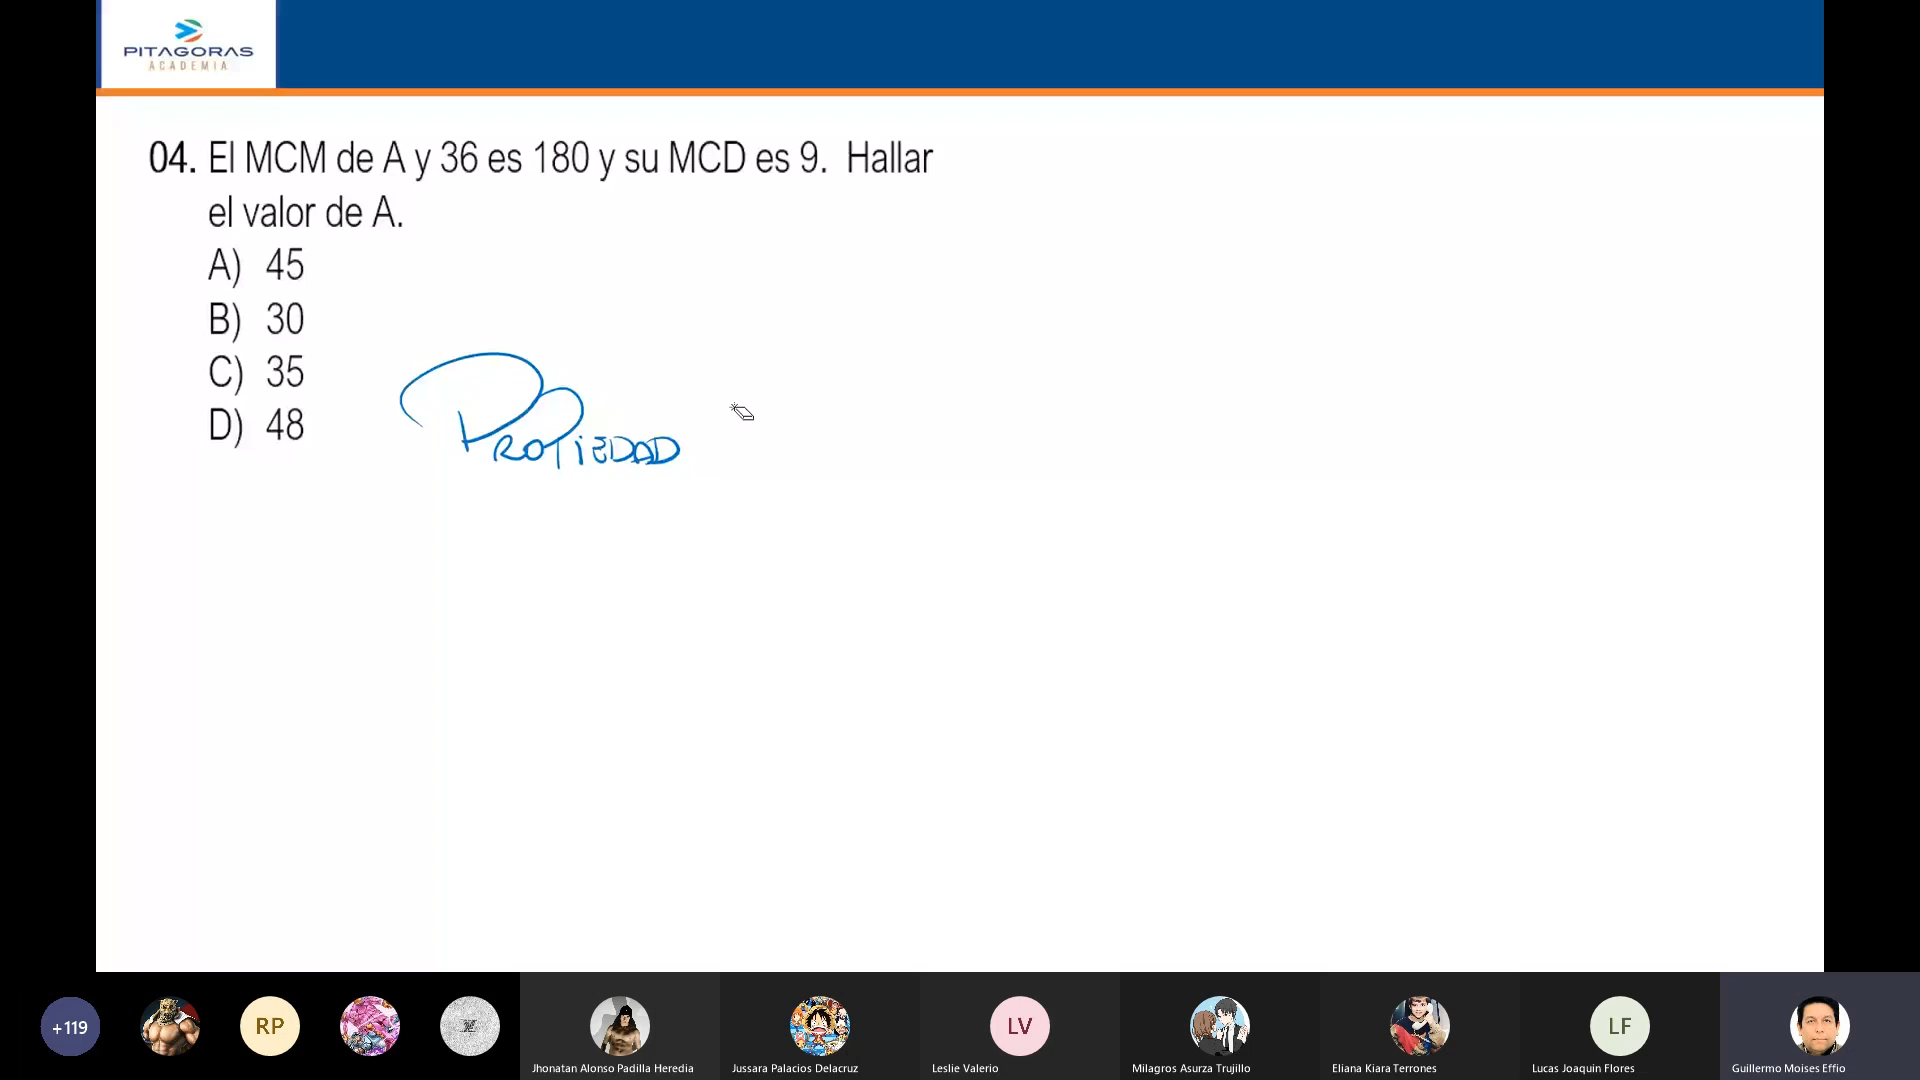 PITAGORAS
ACADEMIA
04. El MCM de A y 36 es 180 y su MCD es 9. Hallar
el valor de A.
A) 45
B) 30
C) 35
D) 48
PROPiEDAD
+119
RP
LV
LF
Jhonatan Alonso Padilla Heredia
Jussara Palacios Delacruz
Leslie Valerio
Milagros Asurza Trujillo
Eliana Kiara Terrones
Lucas Joaquin Flores
Guillermo Moises Effio